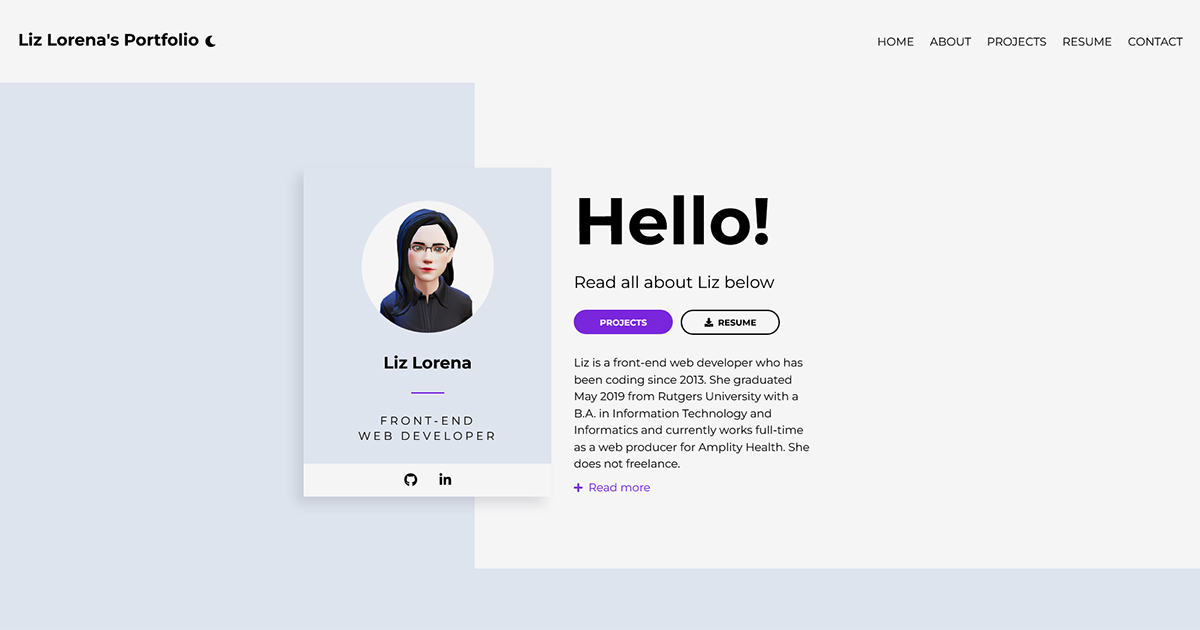 Liz Lorena's Portfolio
HOME ABOUT PROJECTS RESUME CONTACT
Liz Lorena
FRONT-END
WEB DEVELOPER
in
Hello!
Read all about Liz below
PROJECTS RESUME
Liz is a front-end web developer who has
been coding since 2013. She graduated
May 2019 from Rutgers University with a
B.A. in Information Technology and
Informatics and currently works full-time
as a web producer for Amplity Health. She
does not freelance.
+ Read more